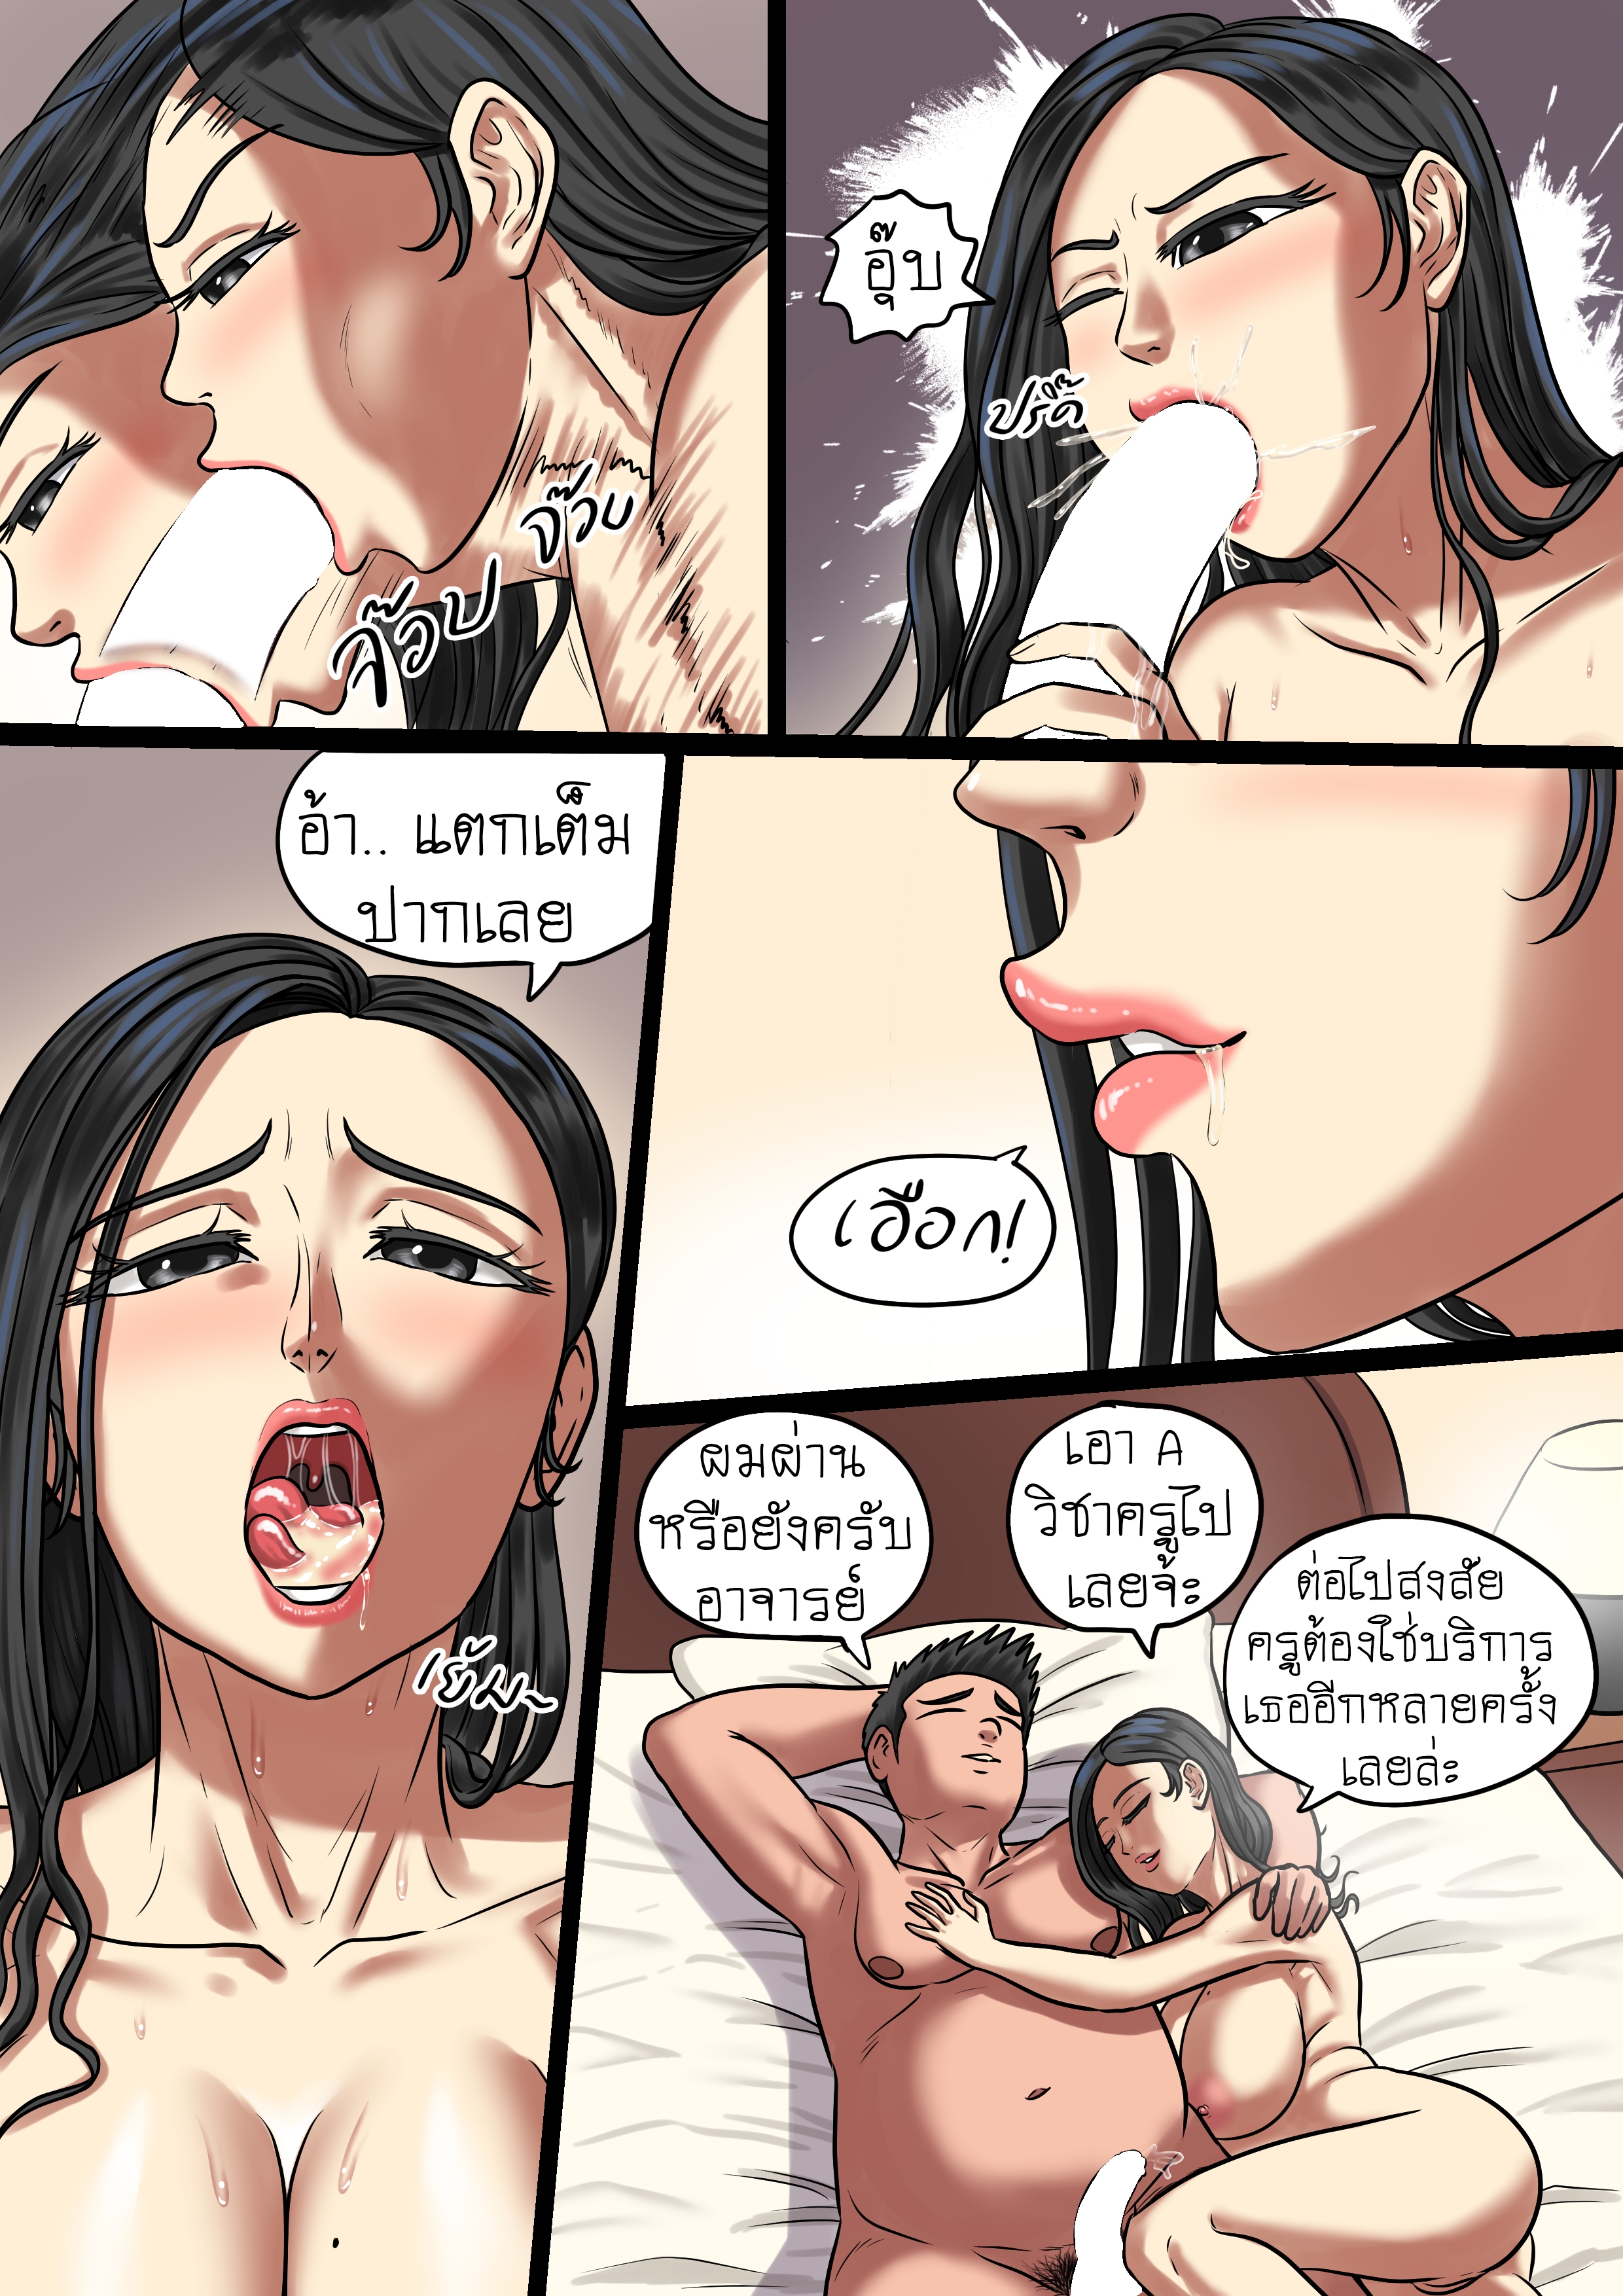 จ๊วบ จ๊วบ
อุ๊บ
ปรี๊ดี๊
อ้า.. แตกเต็ม
ปากเลย
เยิ้ม~
เอือก!
ผมผ่าน
หรือยังครับ
อาจารย์
เอา A
วิชาครูไป
เลยจ้ะ
ต่อไปสงสัย
ครูต้องใช่บริการ
เธออีกหลายครั้ง
เลยล่ะ